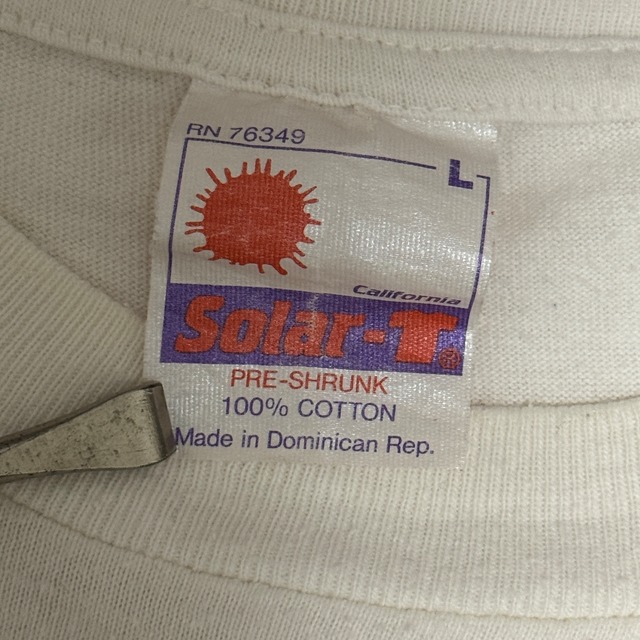 RN 76349
L
California
Solar-T®
PRE-SHRUNK
100% COTTON
Made in Dominican Rep.